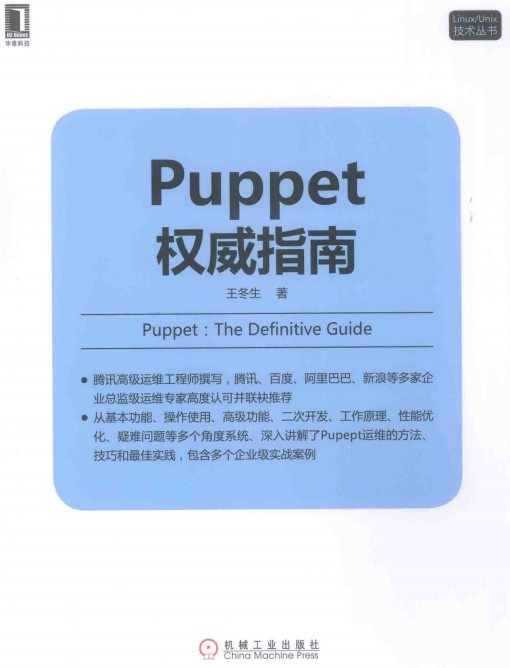 HZ Books
华章科技
Linux/Unix
技术丛书
Puppet
权威指南
王冬生 著
Puppet：The Definitive Guide
● 腾讯高级运维工程师撰写，腾讯、百度、阿里巴巴、新浪等多家企
业总监级运维专家高度认可并联袂推荐
● 从基本功能、操作使用、高级功能、二次开发、工作原理、性能优
化、疑难问题等多个角度系统、深入讲解了Pupept运维的方法、
技巧和最佳实践，包含多个企业级实战案例
机械工业出版社
China Machine Press